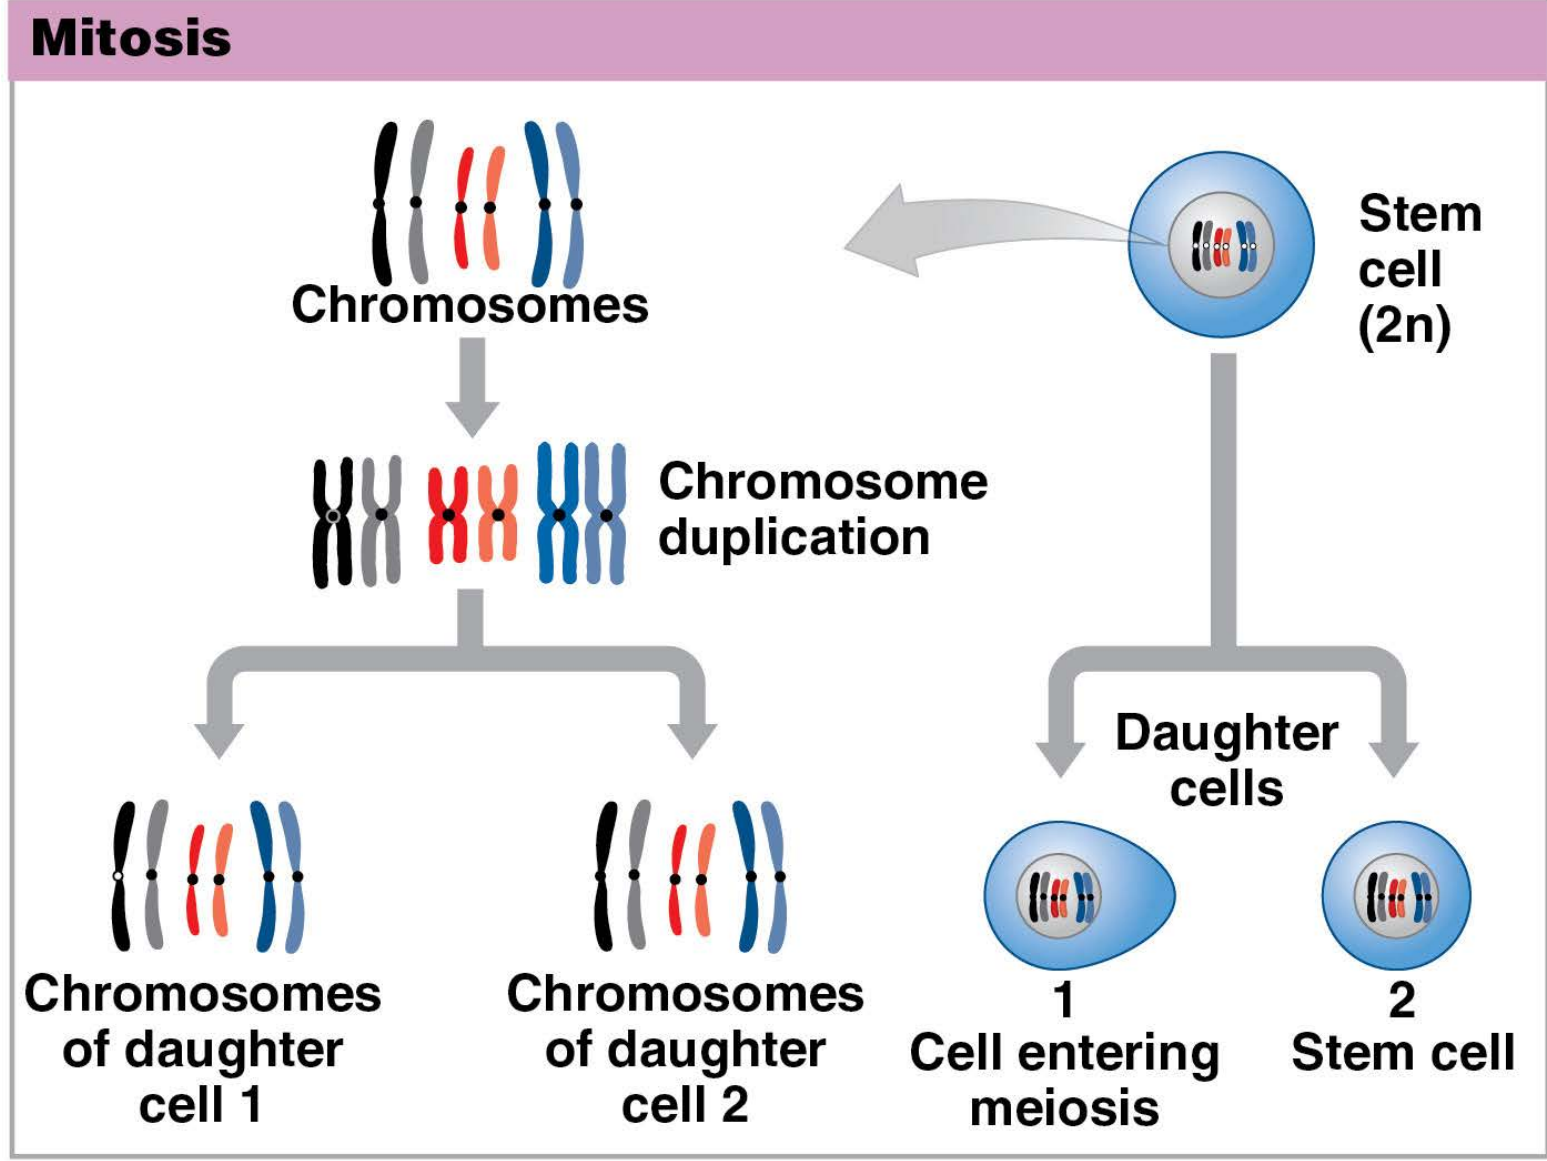 Mitosis
Chromosomes
Stem
cell
(2n)
Chromosome
duplication
Daughter
cells
Chromosomes
of daughter
cell 1
Chromosomes
of daughter
cell 2
1
Cell entering
meiosis
2
Stem cell